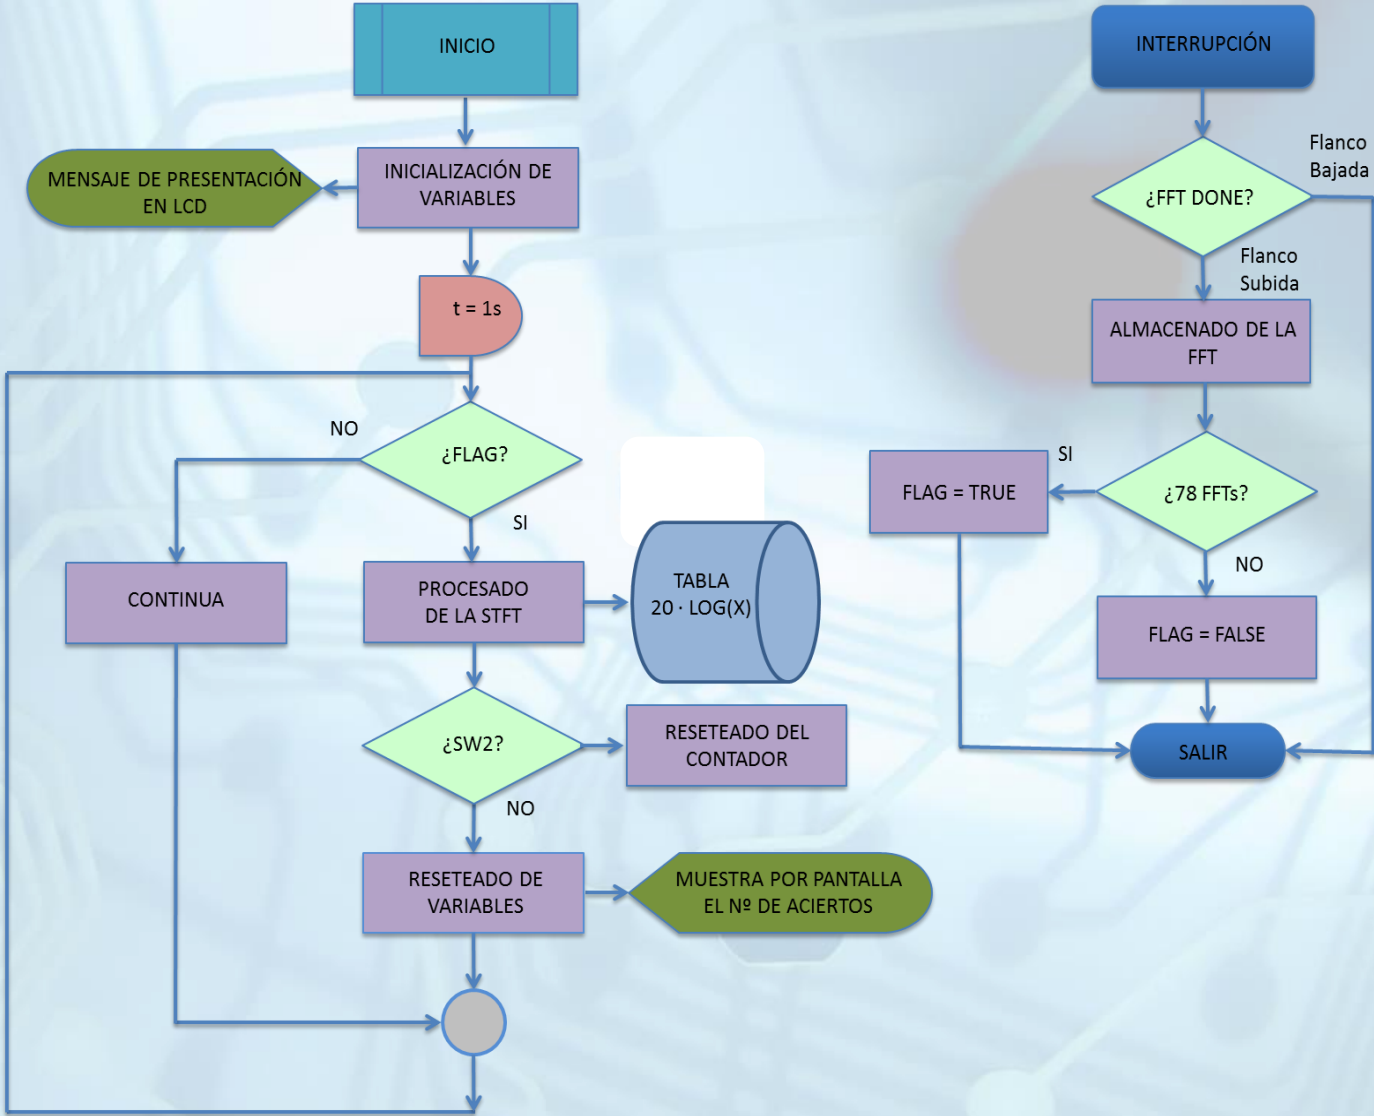 INICIO
INICIALIZACIÓN DE
VARIABLES
MENSAJE DE PRESENTACIÓN
EN LCD
t = 1s
¿FLAG?
NO
SI
CONTINUA
PROCESADO
DE LA STFT
TABLA
20 · LOG(X)
¿SW2?
RESETEADO DEL
CONTADOR
NO
RESETEADO DE
VARIABLES
MUESTRA POR PANTALLA
EL Nº DE ACIERTOS
INTERRUPCIÓN
¿FFT DONE?
Flanco
Bajada
Flanco
Subida
ALMACENADO DE LA
FFT
¿78 FFTs?
SI
FLAG = TRUE
NO
FLAG = FALSE
SALIR